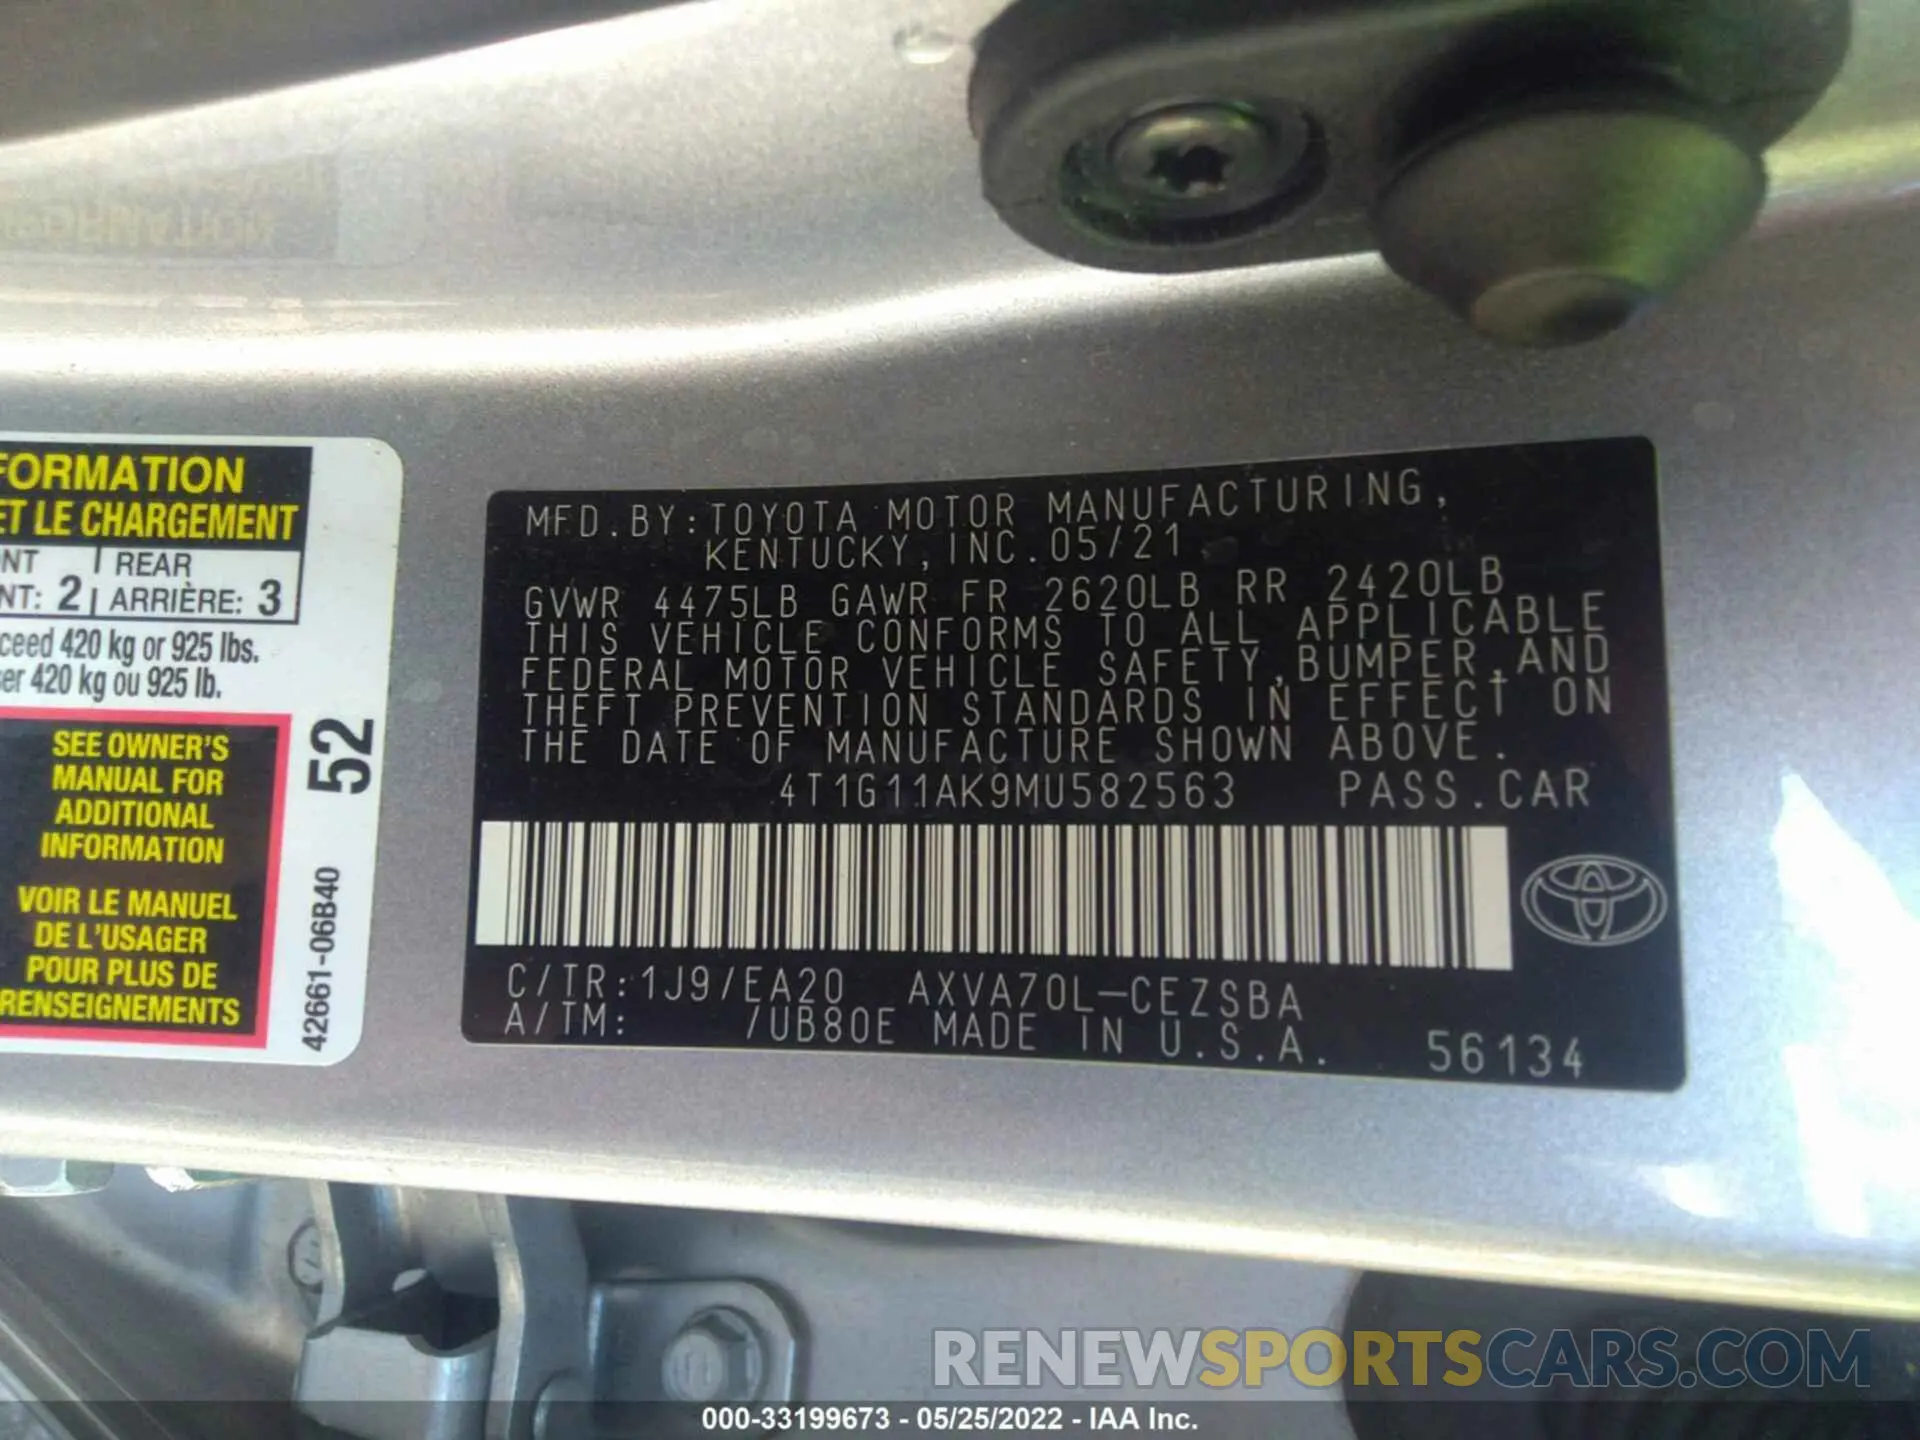 FORMATION
ET LE CHARGEMENT
NT REAR
NT: 2 ARRIÈRE: 3
ceed 420 kg or 925 lbs.
er 420 kg ou 925 lb.
SEE OWNER'S
MANUAL FOR
ADDITIONAL
INFORMATION
VOIR LE MANUEL
DE L'USAGER
POUR PLUS DE
RENSEIGNEMENTS
52
42661-06B40
MFD.BY:TOYOTA MOTOR MANUFACTURING,
KENTUCKY,INC.05/21
GVWR 4475LB GAWR FR 2620LB RR 2420LB
THIS VEHICLE CONFORMS TO ALL APPLICABLE
FEDERAL MOTOR VEHICLE SAFETY,BUMPER,AND
THEFT PREVENTION STANDARDS IN EFFECT ON
THE DATE OF MANUFACTURE SHOWN ABOVE.
4T1G11AK9MU582563 PASS.CAR
C/TR:1J9/EA20 AXVA70L-CEZSBA
A/TM: /UB80E MADE IN U.S.A. 56134
RENEWSPORTSCARS.COM
000-33199673 - 05/25/2022 - IAA Inc.